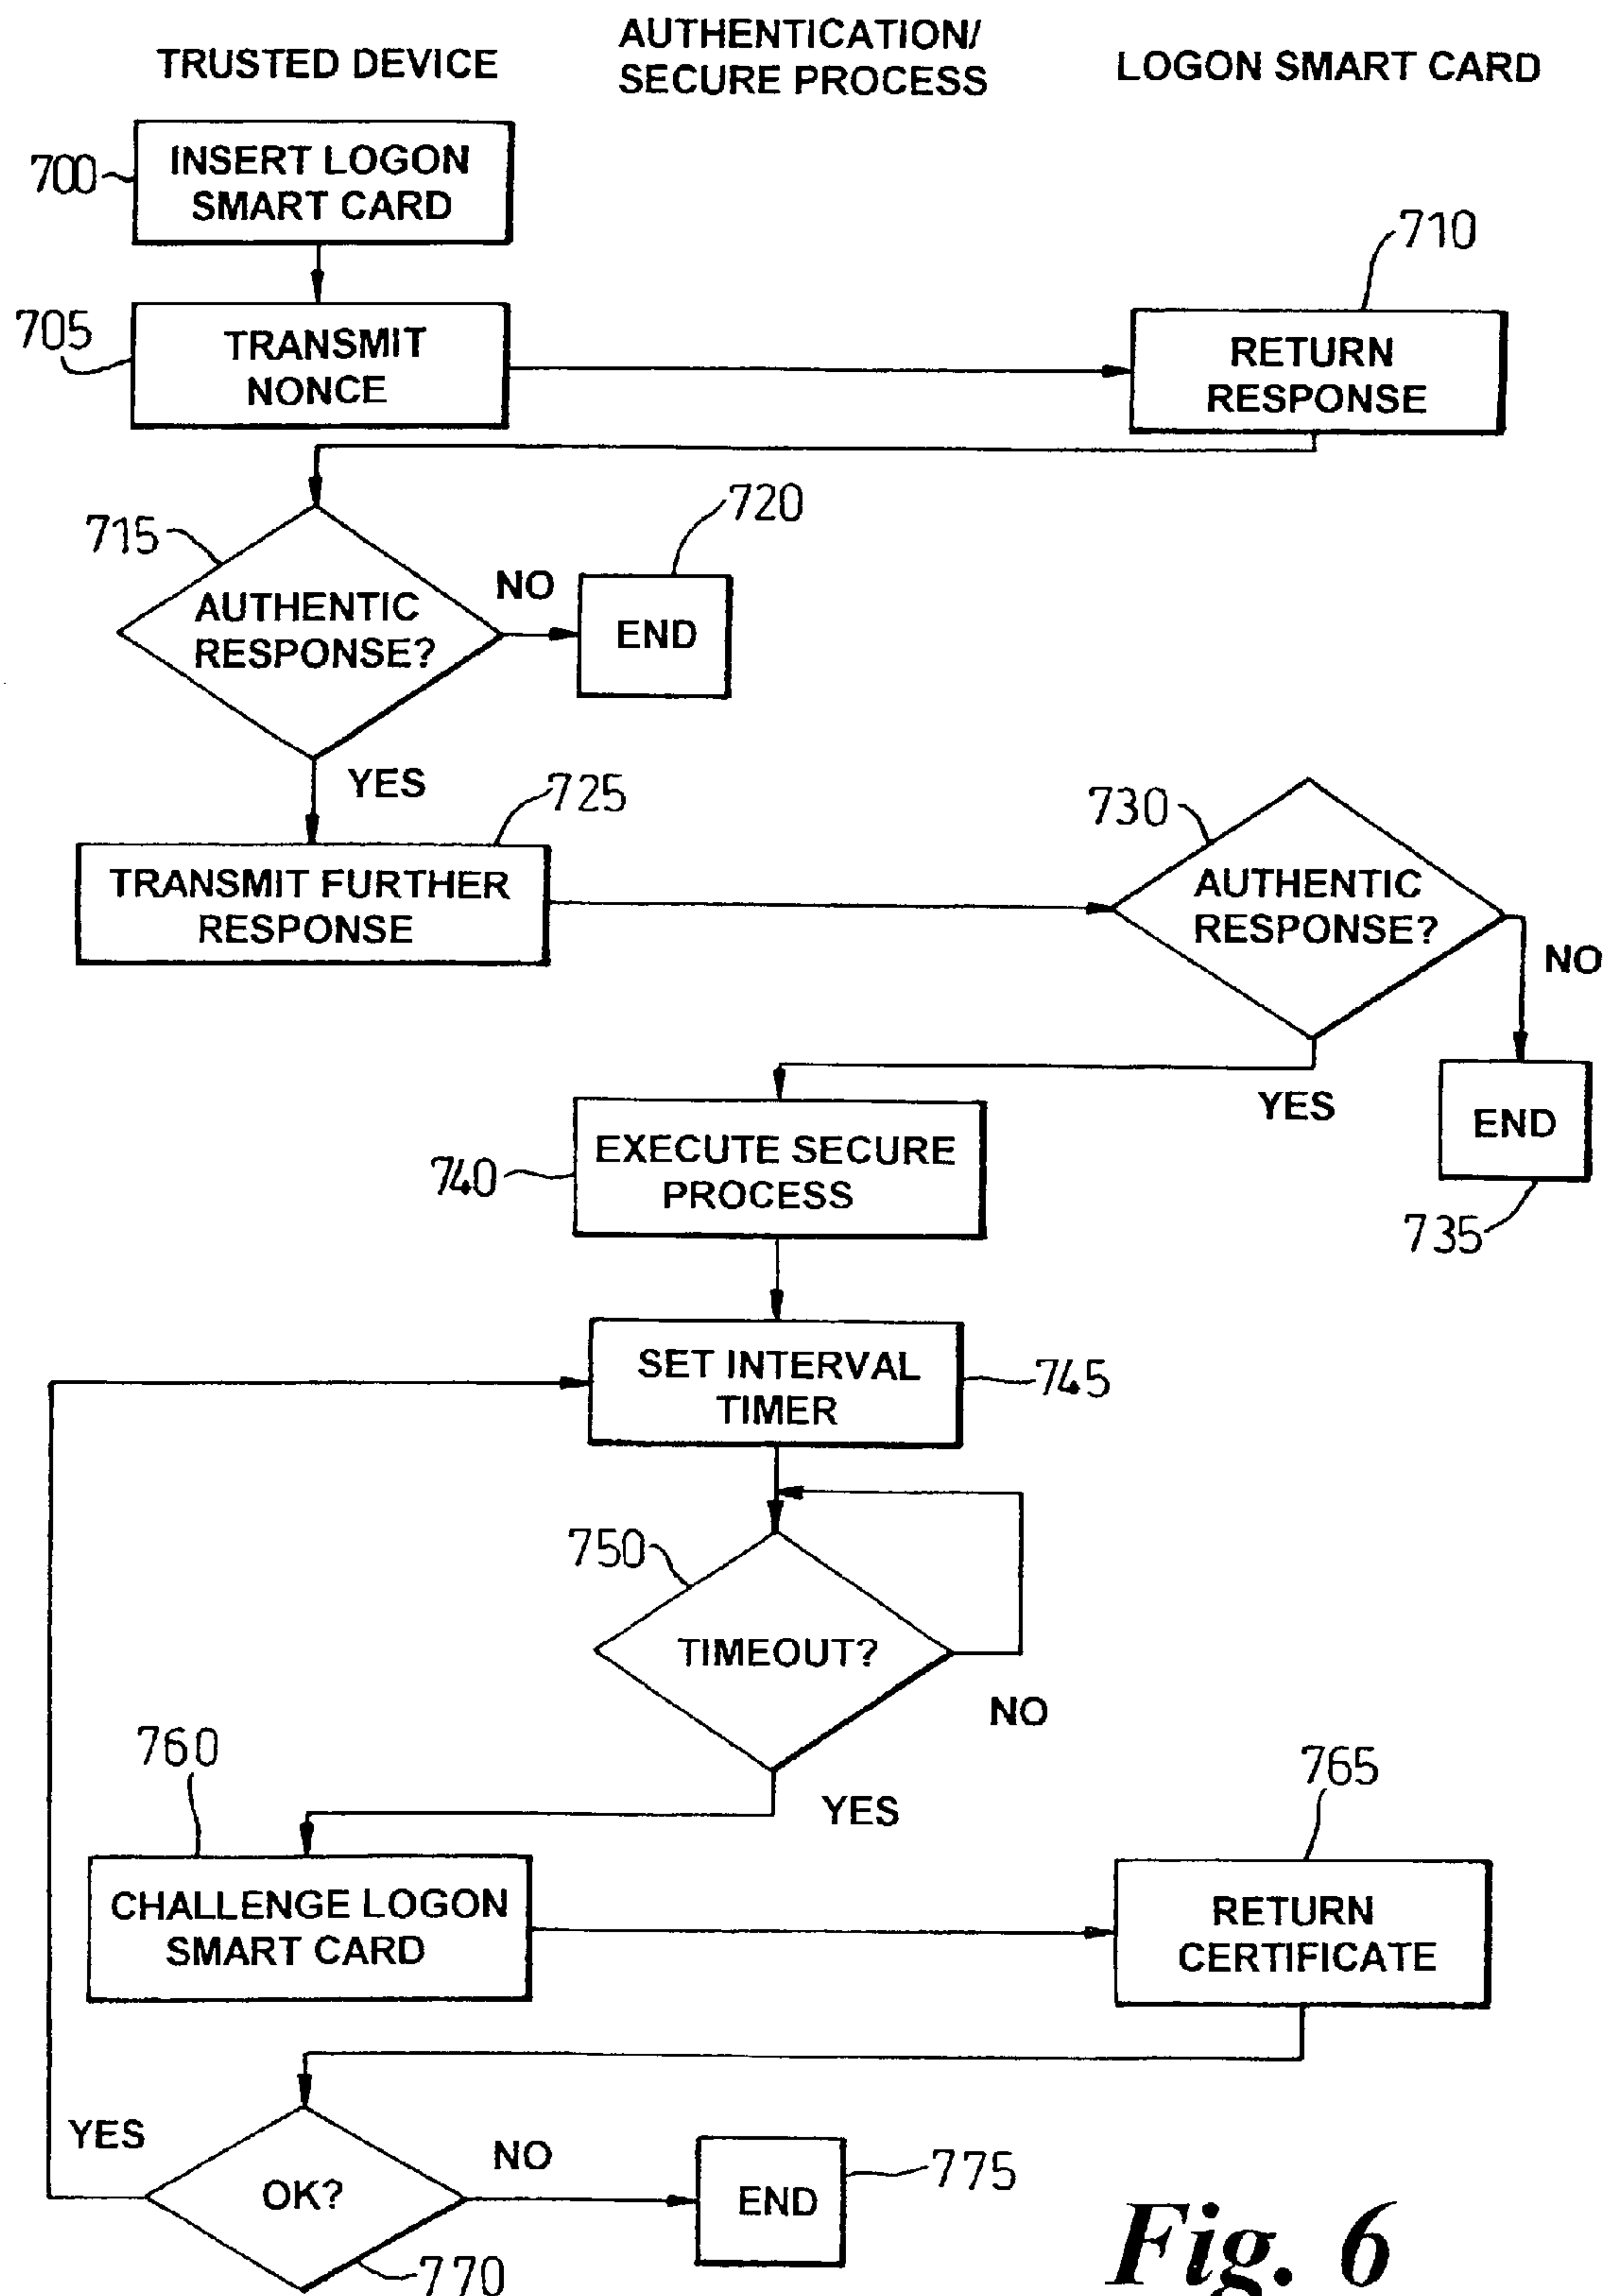 TRUSTED DEVICE
AUTHENTICATION/
SECURE PROCESS
LOGON SMART CARD
700
INSERT LOGON
SMART CARD
710
705
TRANSMIT
NONCE
RETURN
RESPONSE
715
AUTHENTIC
RESPONSE?
NO
720
END
YES
725
TRANSMIT FURTHER
RESPONSE
730
AUTHENTIC
RESPONSE?
NO
YES
END
735
740
EXECUTE SECURE
PROCESS
SET INTERVAL
TIMER
745
750
TIMEOUT?
NO
YES
760
CHALLENGE LOGON
SMART CARD
765
RETURN
CERTIFICATE
YES
OK?
NO
END
775
770
Fig. 6